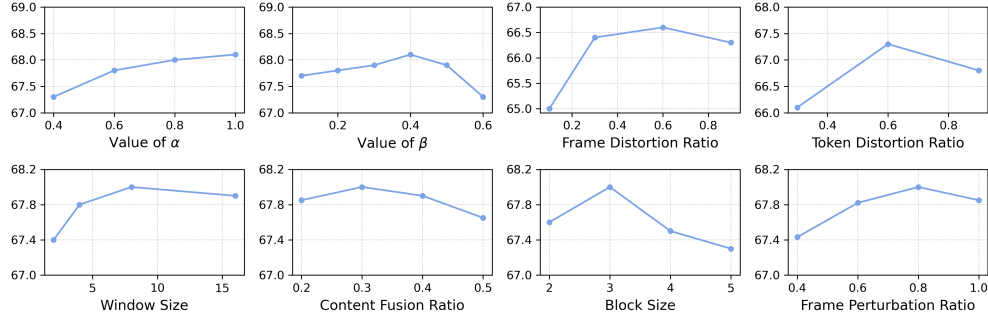 69.0 69.0 67.0 68.0
68.5 68.5 66.5 67.5
68.0 68.0 66.0 67.0
67.5 67.5 65.5 66.5
67.0 67.0 65.0 66.0
0.4 0.6 0.8 1.0 0.2 0.4 0.6 0.2 0.4 0.6 0.8 0.4 0.6 0.8
Value of α Value of β Frame Distortion Ratio Token Distortion Ratio
68.2 68.2 68.2 68.2
67.8 67.8 67.8 67.8
67.4 67.4 67.4 67.4
67.0 67.0 67.0 67.0
5 10 15 0.2 0.3 0.4 0.5 2 3 4 5 0.4 0.6 0.8 1.0
Window Size Content Fusion Ratio Block Size Frame Perturbation Ratio